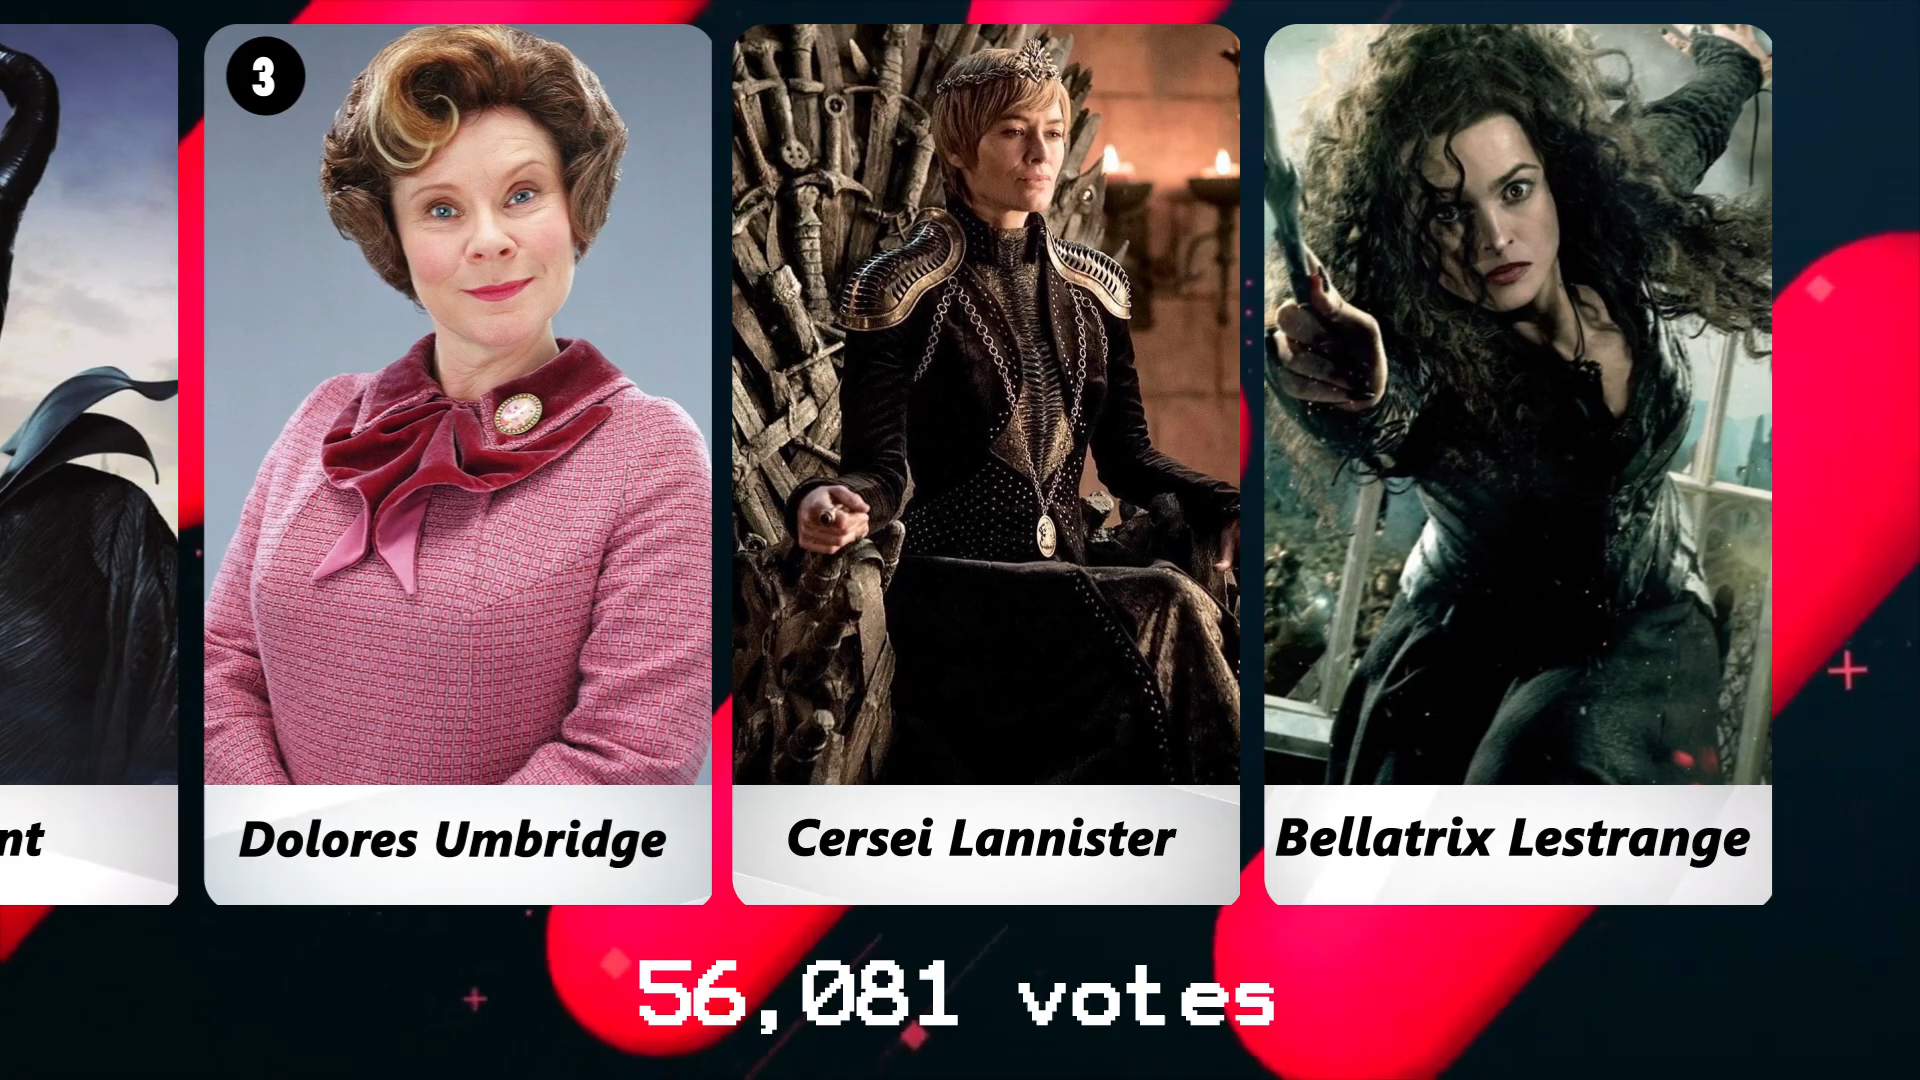 3
nt
Dolores Umbridge
Cersei Lannister
Bellatrix Lestrange
56,081 votes